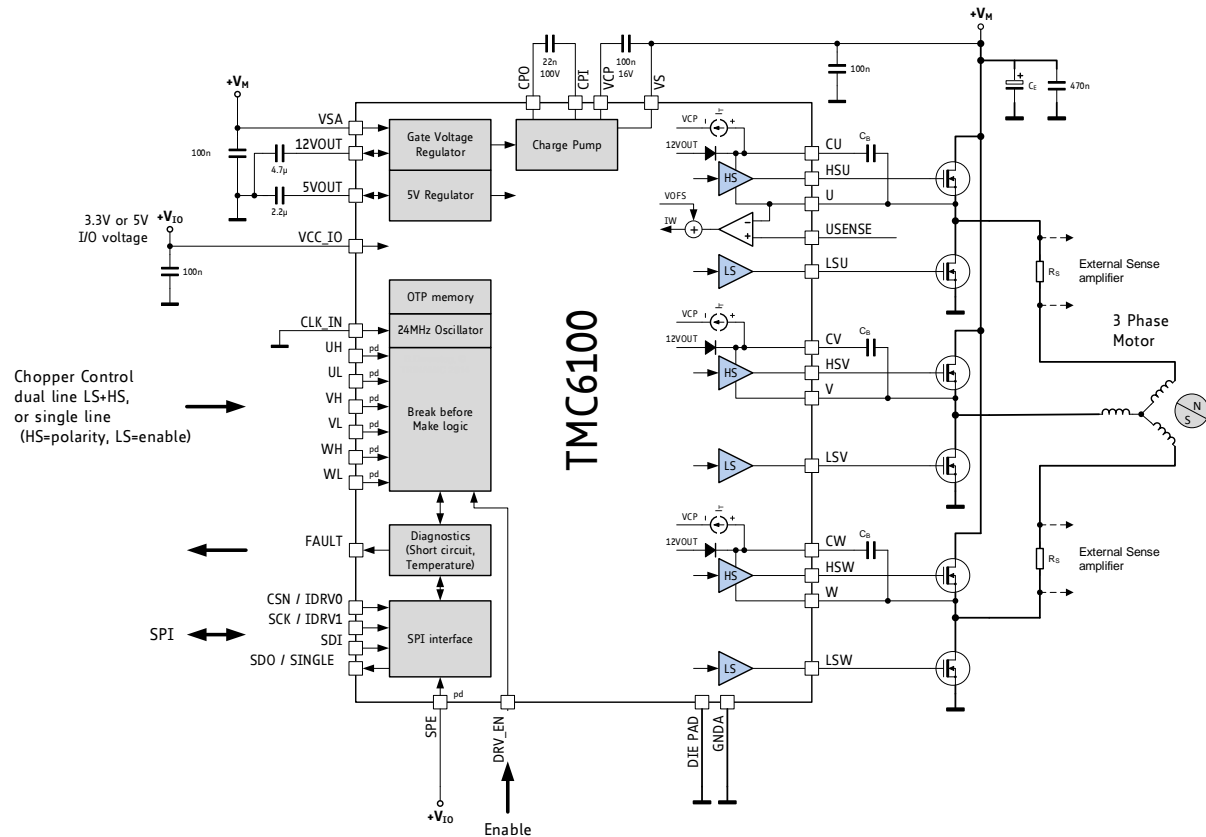 +VM
22n
100V
100n
16V
CPO
CPI
VCP
VS
100n
CE
470n
+VM
VSA
12VOUT
5VOUT
100n
4.7µ
2.2µ
Gate Voltage
Regulator
5V Regulator
Charge Pump
3.3V or 5V
I/O voltage
+VIO
VCC_IO
100n
VCP
12VOUT
HS
CU
CB
HSU
U
VOFS
IW
+
-
+
USENSE
LS
LSU
RS
External Sense
amplifier
OTP memory
24MHz Oscillator
Break before
Make logic
CLK_IN
UH
pd
UL
pd
VH
pd
VL
pd
WH
pd
WL
pd
Chopper Control
dual line LS+HS,
or single line
(HS=polarity, LS=enable)
TMC6100
VCP
12VOUT
HS
CV
CB
HSV
V
LS
LSV
3 Phase
Motor
N
S
FAULT
Diagnostics
(Short circuit,
Temperature)
VCP
12VOUT
HS
CW
CB
HSW
W
LS
LSW
RS
External Sense
amplifier
SPI
CSN / IDRV0
SCK / IDRV1
SDI
SDO / SINGLE
SPI interface
pd
SPE
DRV_EN
DIE PAD
GNDA
+VIO
Enable